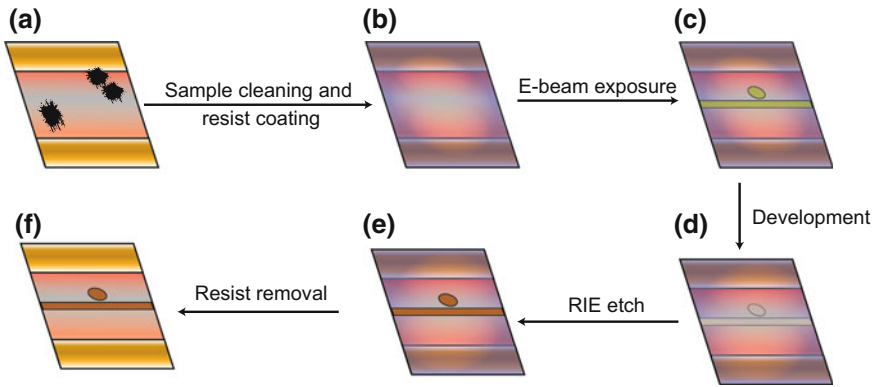 (a)
Sample cleaning and
resist coating
(b)
E-beam exposure
(c)
Development
(d)
RIE etch
(e)
Resist removal
(f)